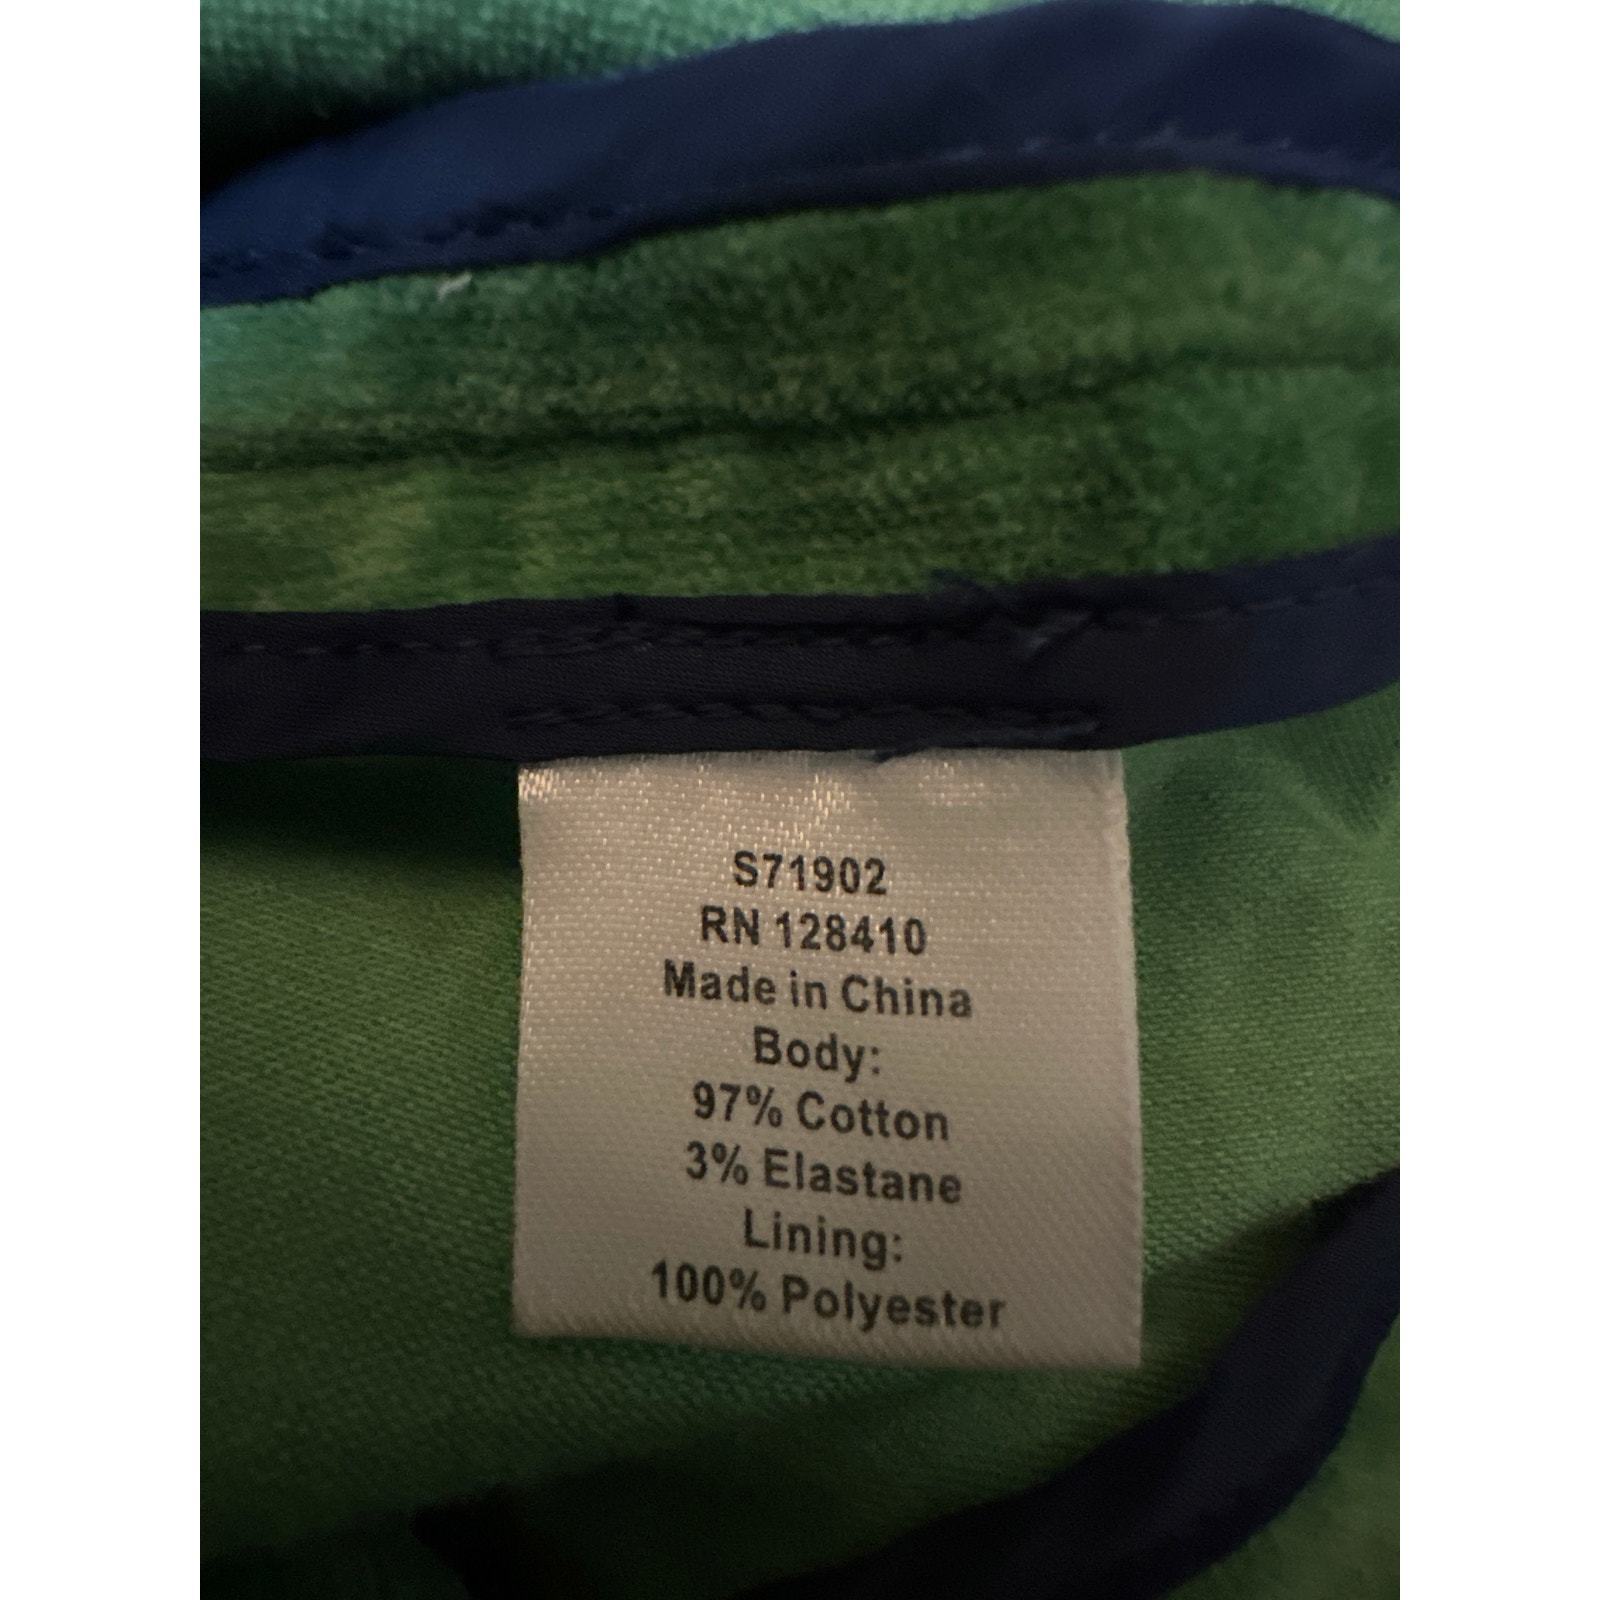 S71902
RN 128410
Made in China
Body:
97% Cotton
3% Elastane
Lining:
100% Polyester